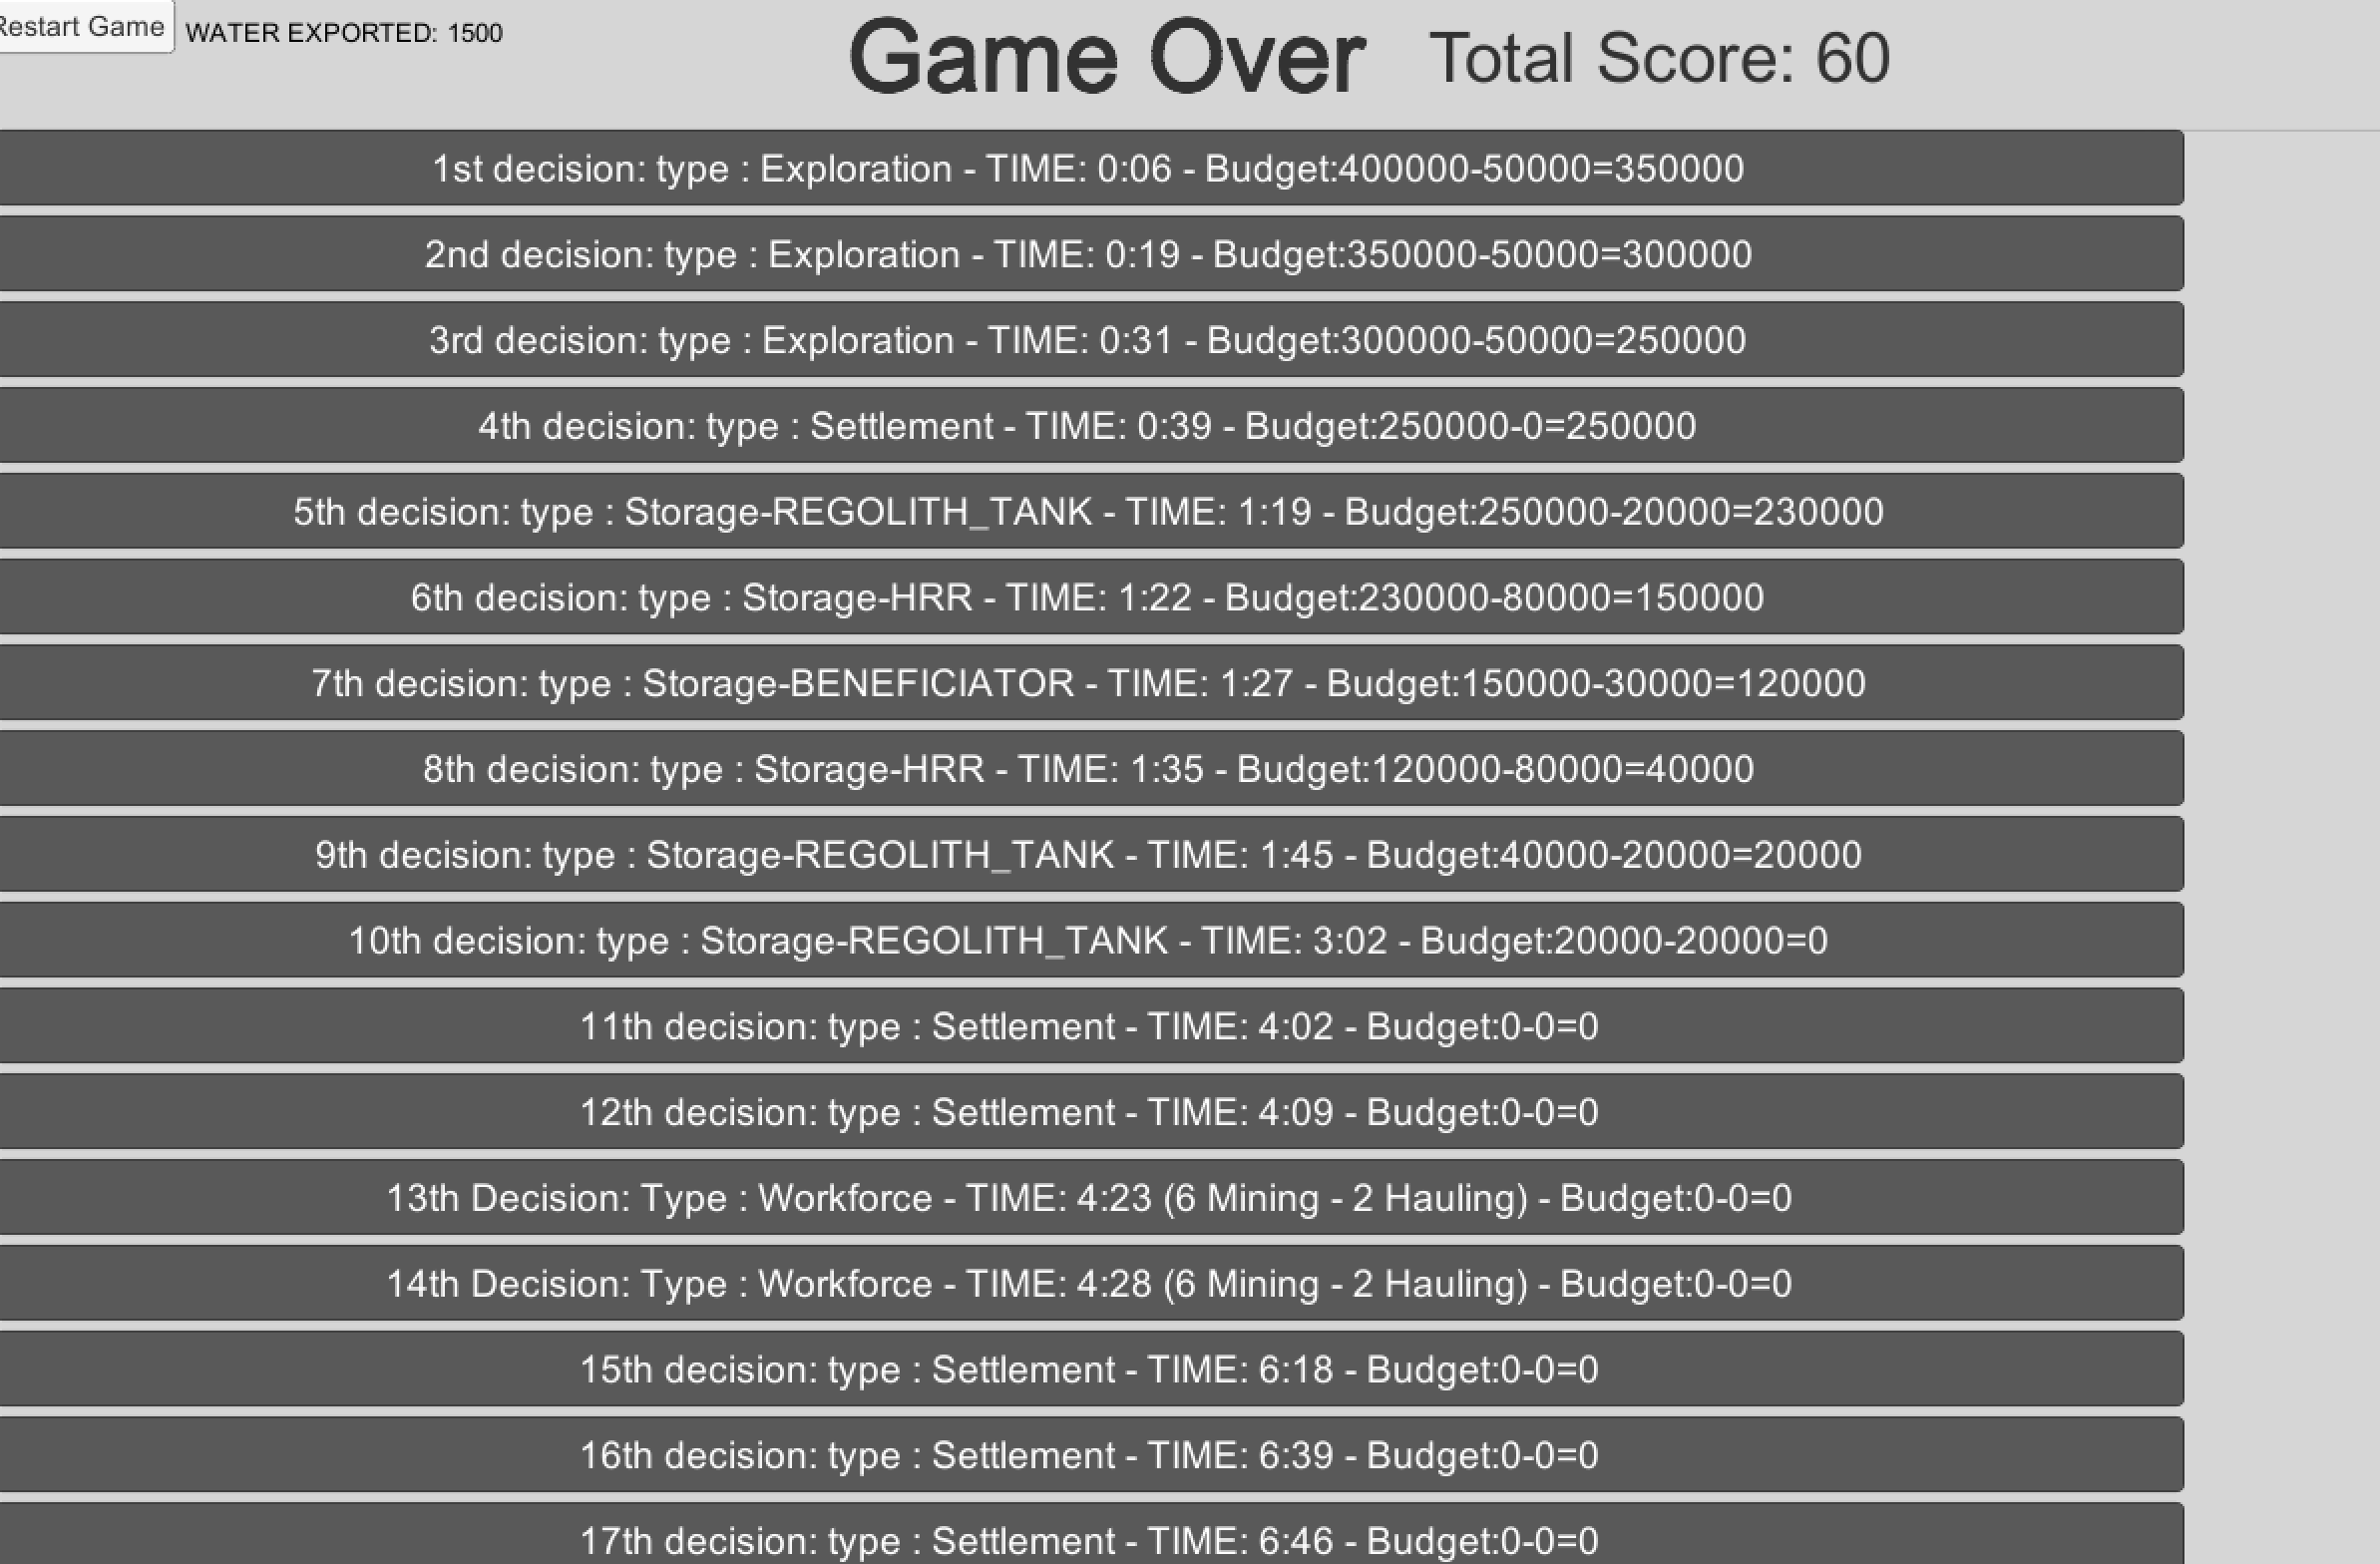 Restart Game
WATER EXPORTED: 1500
Game Over
Total Score: 60
1st decision: type : Exploration - TIME: 0:06 - Budget:400000-50000=350000
2nd decision: type : Exploration - TIME: 0:19 - Budget:350000-50000=300000
3rd decision: type : Exploration - TIME: 0:31 - Budget:300000-50000=250000
4th decision: type : Settlement - TIME: 0:39 - Budget:250000-0=250000
5th decision: type : Storage-REGOLITH_TANK - TIME: 1:19 - Budget:250000-20000=230000
6th decision: type : Storage-HRR - TIME: 1:22 - Budget:230000-80000=150000
7th decision: type : Storage-BENEFICIATOR - TIME: 1:27 - Budget:150000-30000=120000
8th decision: type : Storage-HRR - TIME: 1:35 - Budget:120000-80000=40000
9th decision: type : Storage-REGOLITH_TANK - TIME: 1:45 - Budget:40000-20000=20000
10th decision: type : Storage-REGOLITH_TANK - TIME: 3:02 - Budget:20000-20000=0
11th decision: type : Settlement - TIME: 4:02 - Budget:0-0=0
12th decision: type : Settlement - TIME: 4:09 - Budget:0-0=0
13th Decision: Type : Workforce - TIME: 4:23 (6 Mining - 2 Hauling) - Budget:0-0=0
14th Decision: Type : Workforce - TIME: 4:28 (6 Mining - 2 Hauling) - Budget:0-0=0
15th decision: type : Settlement - TIME: 6:18 - Budget:0-0=0
16th decision: type : Settlement - TIME: 6:39 - Budget:0-0=0
17th decision: type : Settlement - TIME: 6:46 - Budget:0-0=0